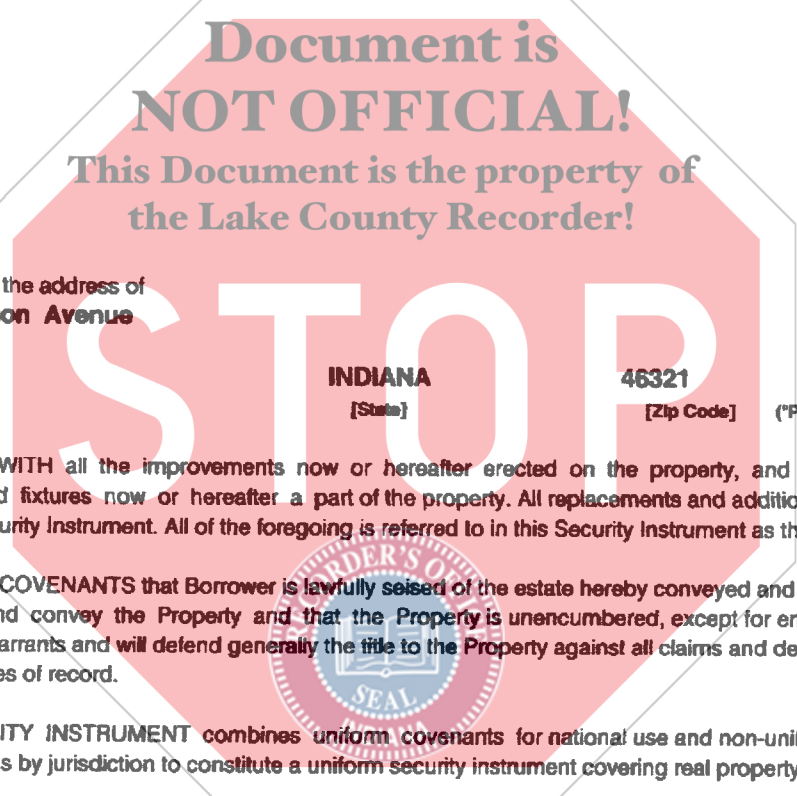 Document is
NOT OFFICIAL!
This Document is the property of
the Lake County Recorder!
STOP
the address of
on Avenue
INDIANA 46321
[State] [Zip Code] ("P
WITH all the improvements now or hereafter erected on the property, and
d fixtures now or hereafter a part of the property. All replacements and additio
urity Instrument. All of the foregoing is referred to in this Security Instrument as th
COVENANTS that Borrower is lawfully seised of the estate hereby conveyed and
nd convey the Property and that the Property is unencumbered, except for en
arrants and will defend generally the title to the Property against all claims and de
es of record.
ITY INSTRUMENT combines uniform covenants for national use and non-unif
s by jurisdiction to constitute a uniform security instrument covering real property
RECORDER'S OFFICE
SEAL
INDIANA